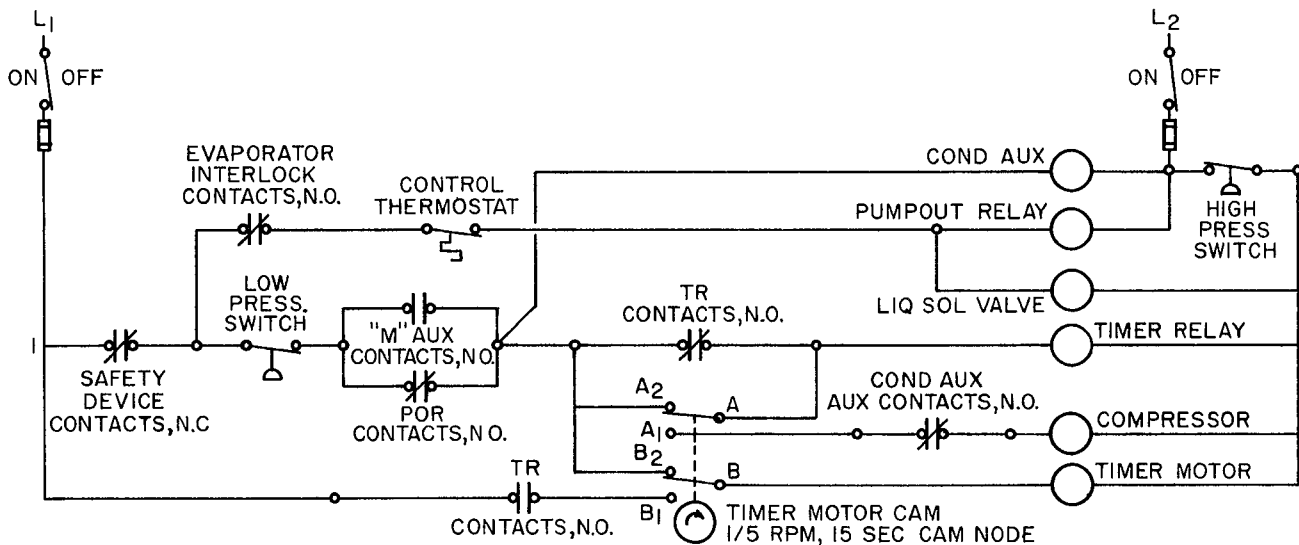 L1
L2
ON OFF
ON OFF
EVAPORATOR
INTERLOCK
CONTACTS,N.O.
CONTROL
THERMOSTAT
COND AUX
PUMPOUT RELAY
HIGH
PRESS
SWITCH
LOW
PRESS.
SWITCH
"M" AUX
CONTACTS,NO.
TR
CONTACTS,N.O.
LIQ SOL VALVE
TIMER RELAY
1
SAFETY
DEVICE
CONTACTS,N.C
POR
CONTACTS,N O.
A2
A
A1
COND AUX
AUX CONTACTS,N.O.
COMPRESSOR
B2
B
TIMER MOTOR
TR
CONTACTS,N.O.
B1
TIMER MOTOR CAM
1/5 RPM, 15 SEC CAM NODE